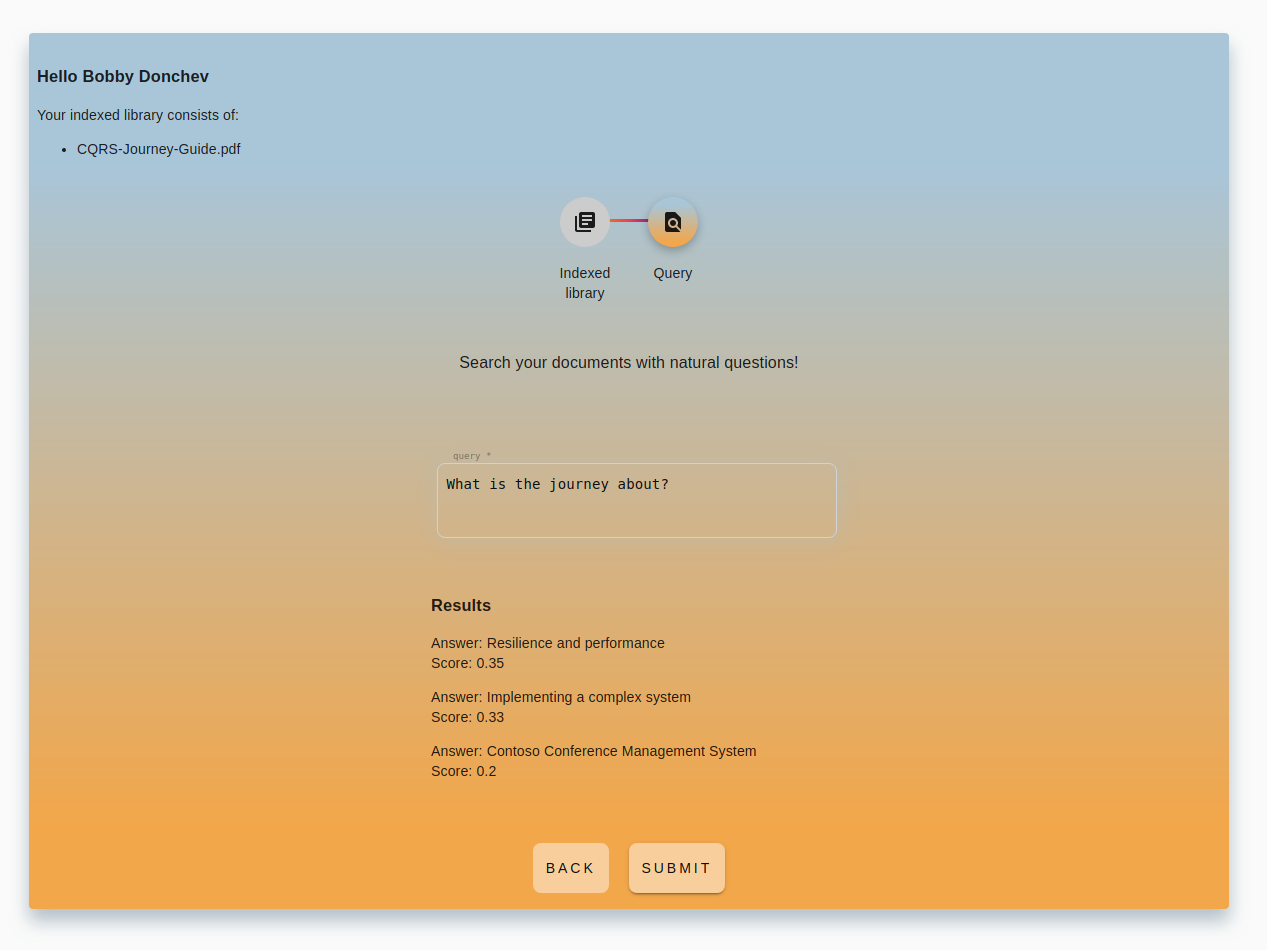 Hello Bobby Donchev
Your indexed library consists of:
• CQRS-Journey-Guide.pdf
Indexed
library
Query
Search your documents with natural questions!
query *
What is the journey about?
Results
Answer: Resilience and performance
Score: 0.35
Answer: Implementing a complex system
Score: 0.33
Answer: Contoso Conference Management System
Score: 0.2
BACK
SUBMIT